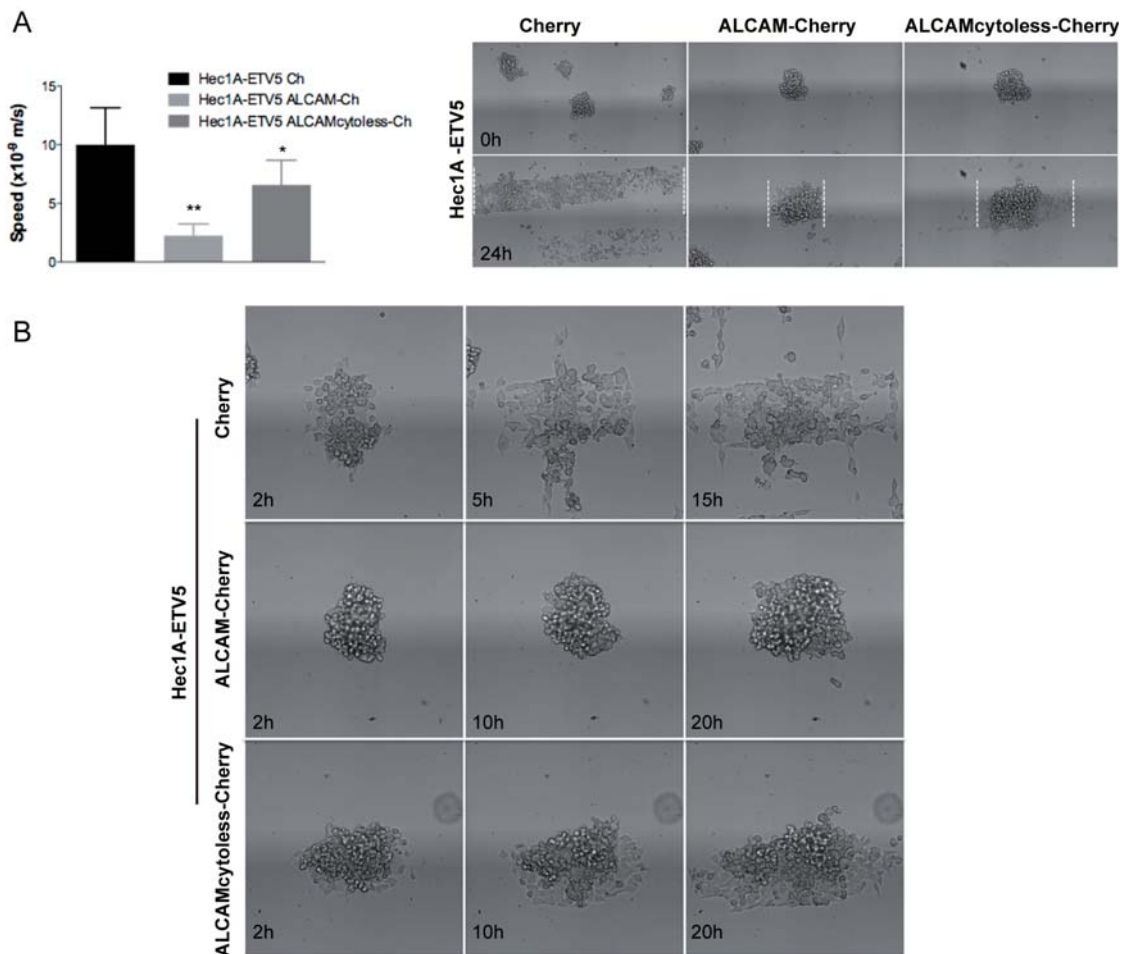 A
Cherry
ALCAM-Cherry
ALCAMcytoless-Cherry
Speed (x10⁻⁹ m/s)
15
10
5
0
**
*
Hec1A-ETV5 Ch
Hec1A-ETV5 ALCAM-Ch
Hec1A-ETV5 ALCAMcytoless-Ch
Hec1A -ETV5
0h
24h
B
Hec1A-ETV5
Cherry
2h
5h
15h
ALCAM-Cherry
2h
10h
20h
ALCAMcytoless-Cherry
2h
10h
20h